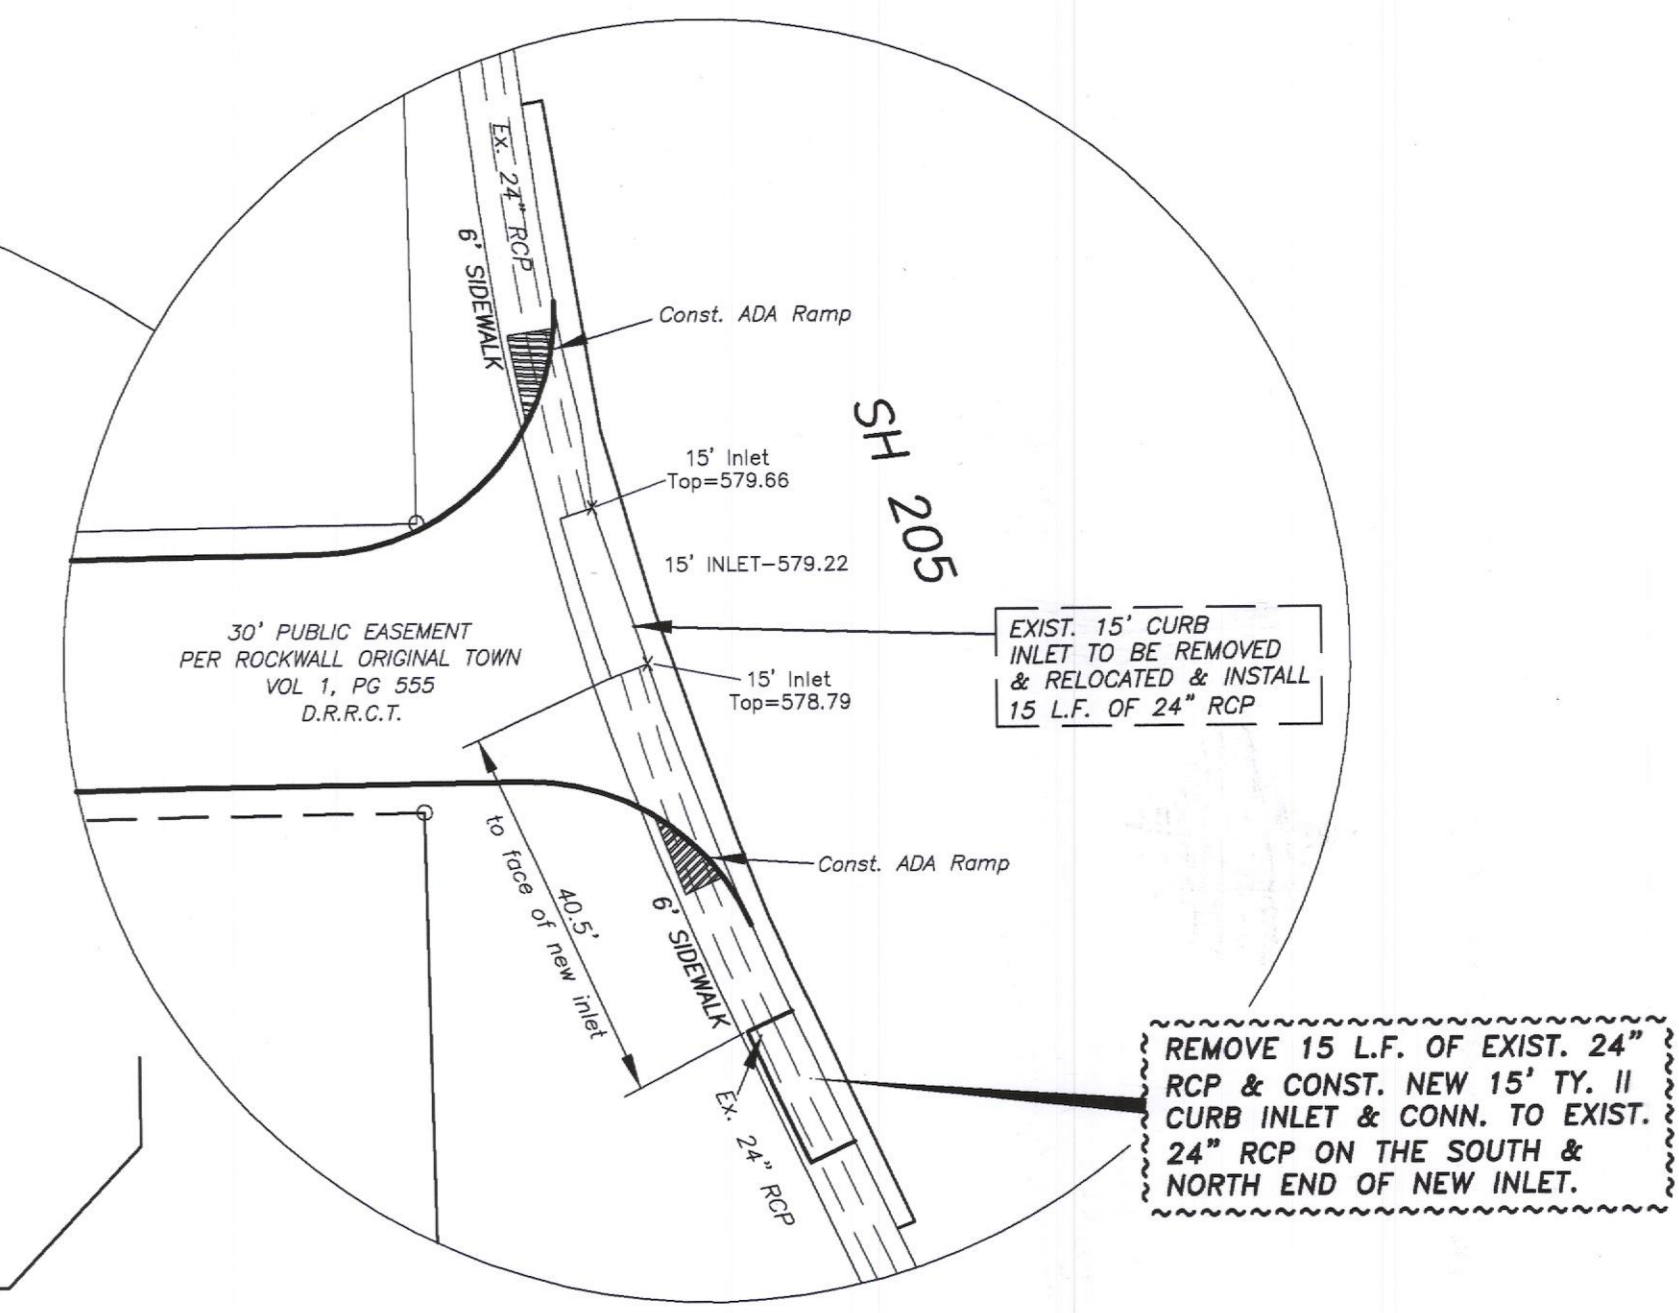 Ex. 24" RCP
6' SIDEWALK
Const. ADA Ramp
SH 205
15' Inlet
Top=579.66
15' INLET-579.22
EXIST. 15' CURB
INLET TO BE REMOVED
& RELOCATED & INSTALL
15 L.F. OF 24" RCP
30' PUBLIC EASEMENT
PER ROCKWALL ORIGINAL TOWN
VOL 1, PG 555
D.R.R.C.T.
15' Inlet
Top=578.79
40.5'
to face of new inlet
Const. ADA Ramp
6' SIDEWALK
Ex. 24" RCP
REMOVE 15 L.F. OF EXIST. 24"
RCP & CONST. NEW 15' TY. II
CURB INLET & CONN. TO EXIST.
24" RCP ON THE SOUTH &
NORTH END OF NEW INLET.